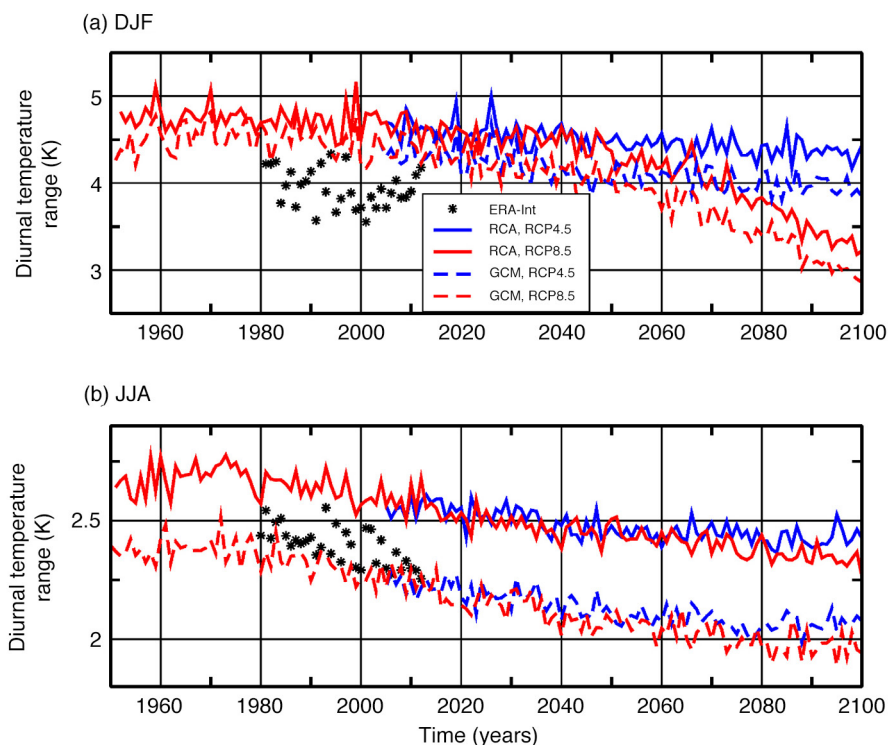 (a) DJF
Diurnal temperature
range (K)
5
4
3
1960 1980 2000 2020 2040 2060 2080 2100
ERA-Int
RCA, RCP4.5
RCA, RCP8.5
GCM, RCP4.5
GCM, RCP8.5
(b) JJA
Diurnal temperature
range (K)
2.5
2
1960 1980 2000 2020 2040 2060 2080 2100
Time (years)